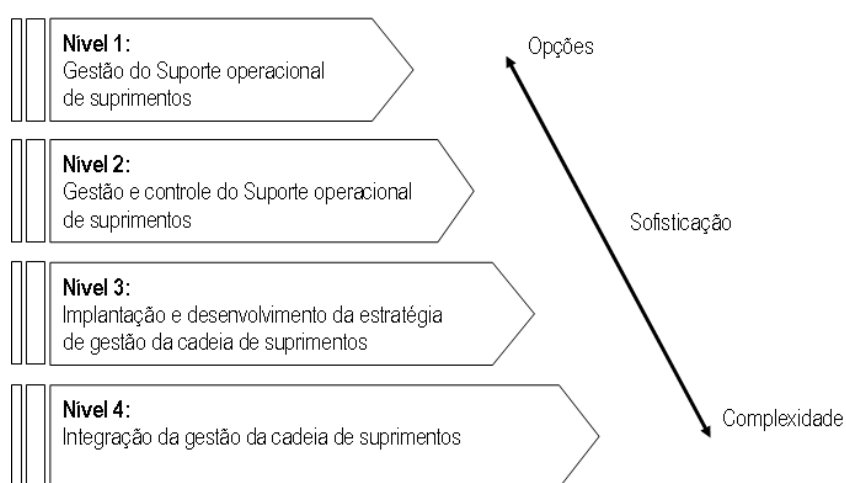 Nível 1:
Gestão do Suporte operacional
de suprimentos
Opções
Nível 2:
Gestão e controle do Suporte operacional
de suprimentos
Sofisticação
Nível 3:
Implantação e desenvolvimento da estratégia
de gestão da cadeia de suprimentos
Nível 4:
Integração da gestão da cadeia de suprimentos
Complexidade